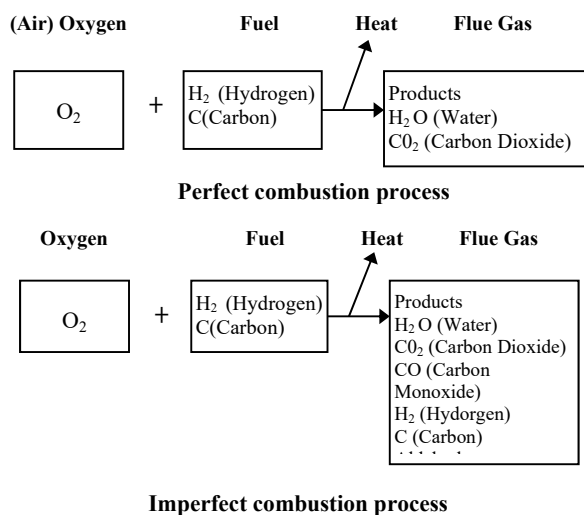 (Air) Oxygen Fuel Heat Flue Gas
O₂ + H₂ (Hydrogen)
C(Carbon)
Products
H₂ O (Water)
C0₂ (Carbon Dioxide)
Perfect combustion process
Oxygen Fuel Heat Flue Gas
O₂ + H₂ (Hydrogen)
C(Carbon)
Products
H₂ O (Water)
C0₂ (Carbon Dioxide)
CO (Carbon
Monoxide)
H₂ (Hydorgen)
C (Carbon)
Imperfect combustion process